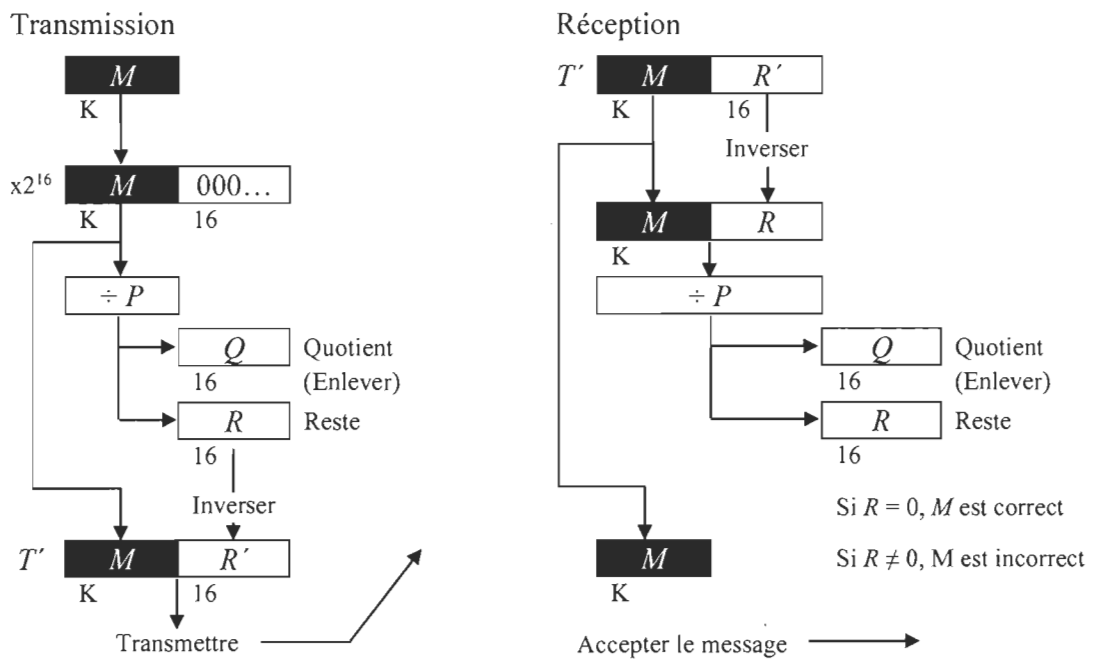 Transmission
M
K
x2¹⁶ M 000...
K 16
÷ P
Q Quotient
16 (Enlever)
R Reste
16
Inverser
T´ M R´
K 16
Transmettre
Réception
T´ M R´
K 16
Inverser
M R
K
÷ P
Q Quotient
16 (Enlever)
R Reste
16
Si R = 0, M est correct
Si R ≠ 0, M est incorrect
M
K
Accepter le message